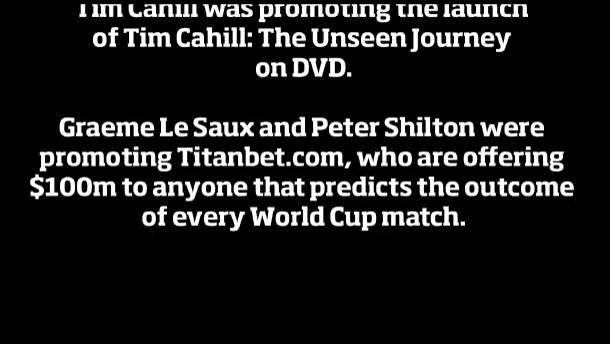 Tim Cahill was promoting the launch
of Tim Cahill: The Unseen Journey
on DVD.
Graeme Le Saux and Peter Shilton were
promoting Titanbet.com, who are offering
$100m to anyone that predicts the outcome
of every World Cup match.